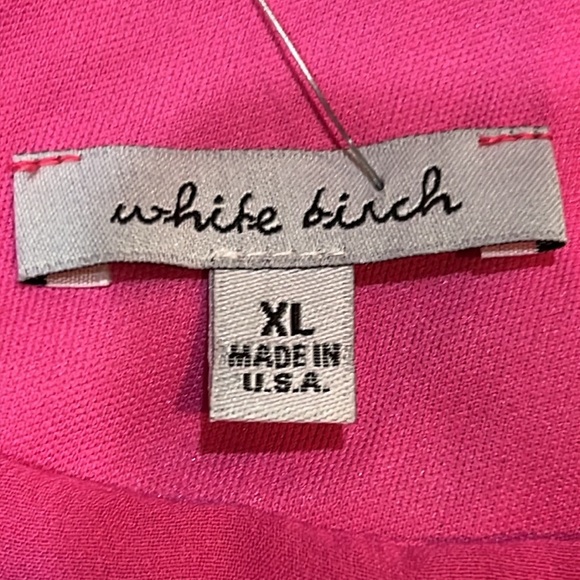 white birch
XL
MADE IN
U.S.A.